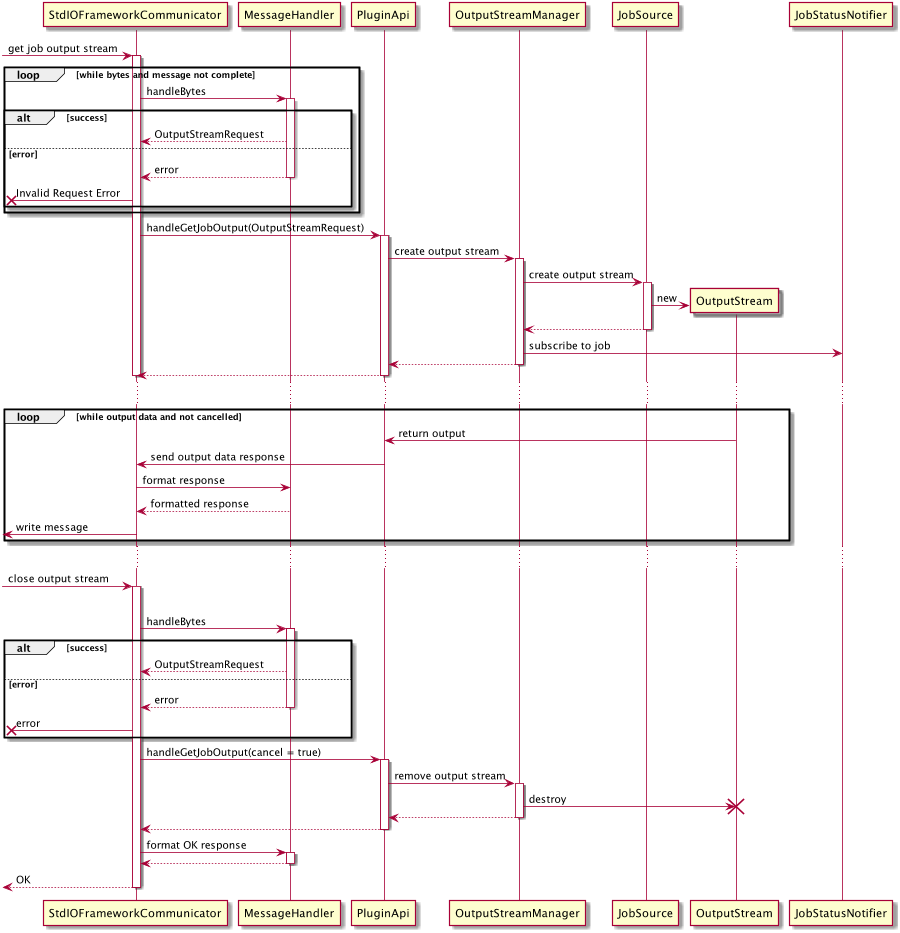 StdIOFrameworkCommunicator MessageHandler PluginApi OutputStreamManager JobSource JobStatusNotifier
get job output stream
loop [while bytes and message not complete]
handleBytes
alt [success]
OutputStreamRequest
[error]
error
Invalid Request Error
handleGetJobOutput(OutputStreamRequest)
create output stream
create output stream
new OutputStream
subscribe to job
loop [while output data and not cancelled]
return output
send output data response
format response
formatted response
write message
close output stream
handleBytes
alt [success]
OutputStreamRequest
[error]
error
error
handleGetJobOutput(cancel = true)
remove output stream
destroy
format OK response
OK
StdIOFrameworkCommunicator MessageHandler PluginApi OutputStreamManager JobSource OutputStream JobStatusNotifier